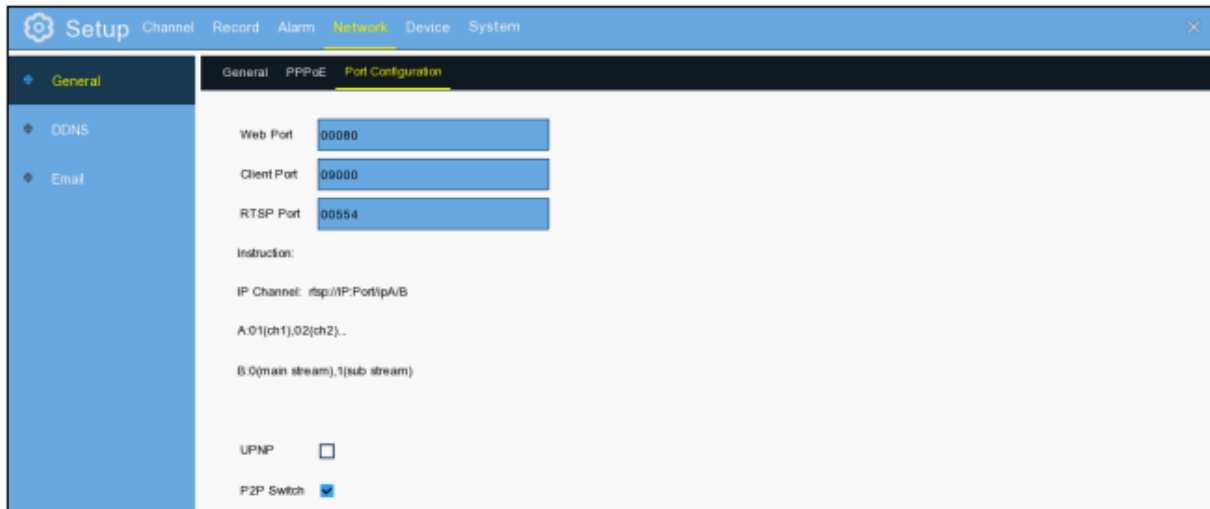 Setup Channel Record Alarm Network Device System
General
DDNS
Email
General PPPoE Port Configuration
Web Port 00080
Client Port 09000
RTSP Port 00554
Instruction:
IP Channel: rtsp://IP:Port/ipA/B
A:01(ch1),02(ch2)...
B:0(main stream),1(sub stream)
UPNP
P2P Switch